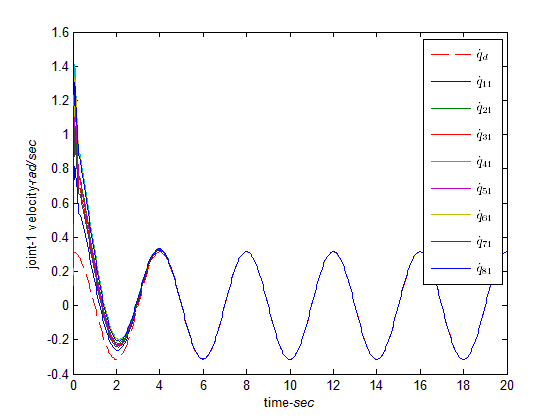 1.6
1.4
1.2
1
0.8
0.6
0.4
0.2
0
-0.2
-0.4
0 2 4 6 8 10 12 14 16 18 20
joint-1 velocity-rad/sec
time-sec
q̇d
q̇11
q̇21
q̇31
q̇41
q̇51
q̇61
q̇71
q̇81